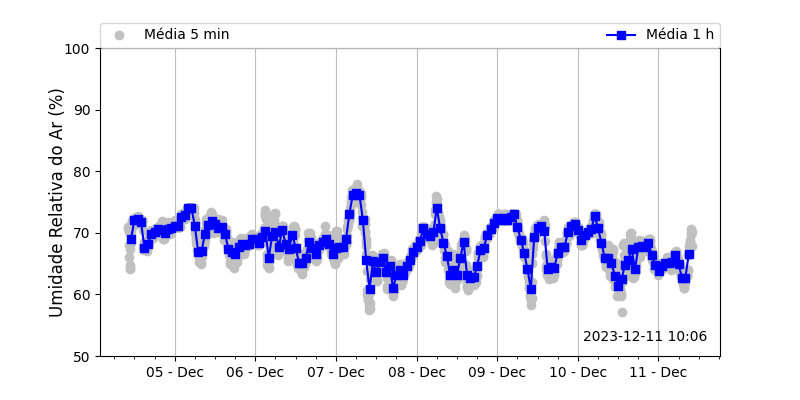 Média 5 min
Média 1 h
Umidade Relativa do Ar (%)
100
90
80
70
60
50
2023-12-11 10:06
05 - Dec
06 - Dec
07 - Dec
08 - Dec
09 - Dec
10 - Dec
11 - Dec